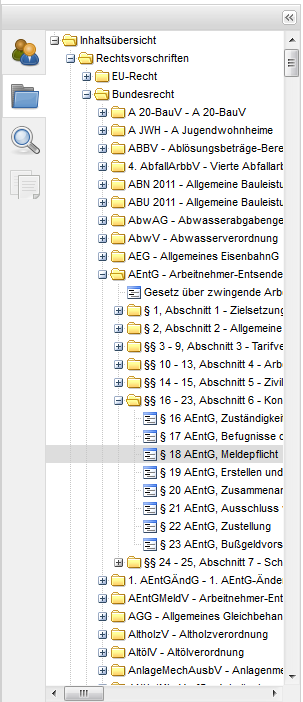 Inhaltsübersicht
Rechtsvorschriften
EU-Recht
Bundesrecht
A 20-BauV - A 20-BauV
A JWH - A Jugendwohnheime
ABBV - Ablösungsbeträge-Bere
4. AbfallArbbV - Vierte Abfallarb
ABN 2011 - Allgemeine Bauleistu
ABU 2011 - Allgemeine Bauleistu
AbwAG - Abwasserabgabenge
AbwV - Abwasserverordnung
AEG - Allgemeines EisenbahnG
AEntG - Arbeitnehmer-Entsende
Gesetz über zwingende Arbe
§ 1, Abschnitt 1 - Zielsetzung
§ 2, Abschnitt 2 - Allgemeine
§§ 3 - 9, Abschnitt 3 - Tarifve
§§ 10 - 13, Abschnitt 4 - Arb
§§ 14 - 15, Abschnitt 5 - Zivil
§§ 16 - 23, Abschnitt 6 - Kon
§ 16 AEntG, Zuständigkei
§ 17 AEntG, Befugnisse d
§ 18 AEntG, Meldepflicht
§ 19 AEntG, Erstellen und
§ 20 AEntG, Zusammenar
§ 21 AEntG, Ausschluss v
§ 22 AEntG, Zustellung
§ 23 AEntG, Bußgeldvors
§§ 24 - 25, Abschnitt 7 - Sch
1. AEntGÄndG - 1. AEntG-Ände
AEntGMeldV - Arbeitnehmer-Ent
AGG - Allgemeines Gleichbehan
AltholzV - Altholzverordnung
AltölV - Altölverordnung
AnlageMechAusbV - Anlagenme